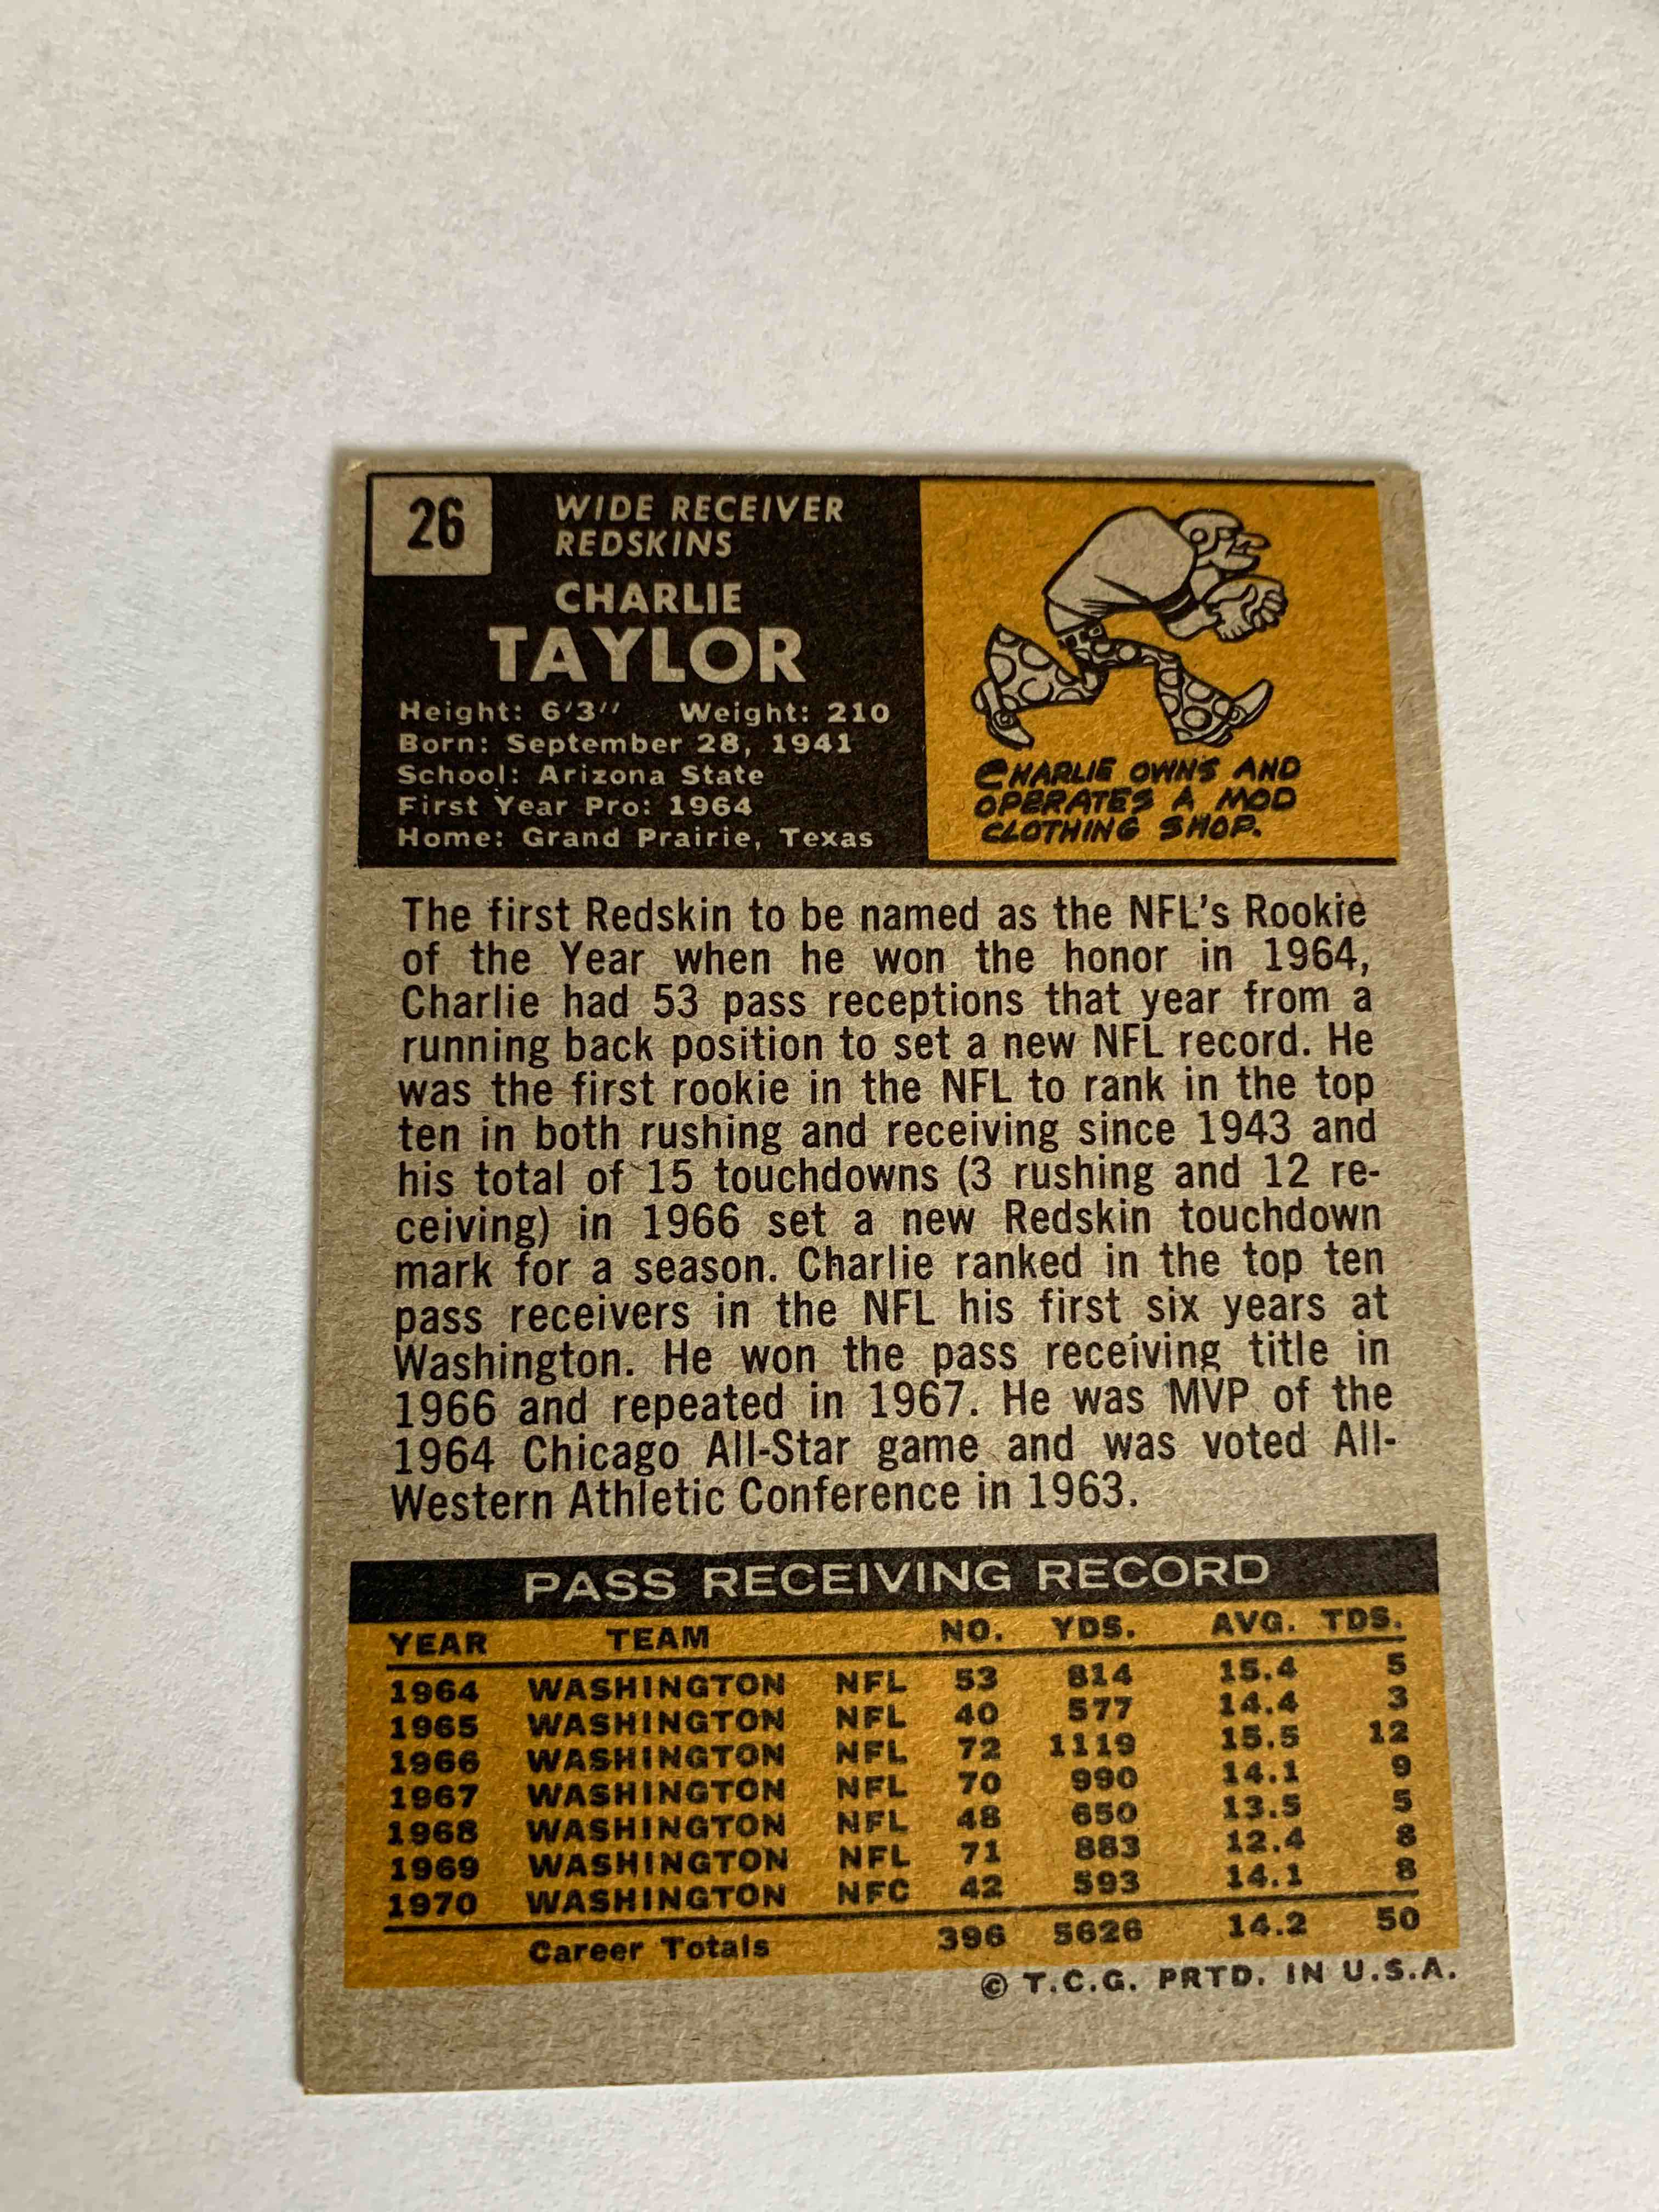 26
WIDE RECEIVER
REDSKINS
CHARLIE
TAYLOR
Height: 6'3'' Weight: 210
Born: September 28, 1941
School: Arizona State
First Year Pro: 1964
Home: Grand Prairie, Texas
CHARLIE OWNS AND
OPERATES A MOD
CLOTHING SHOP.
The first Redskin to be named as the NFL's Rookie
of the Year when he won the honor in 1964,
Charlie had 53 pass receptions that year from a
running back position to set a new NFL record. He
was the first rookie in the NFL to rank in the top
ten in both rushing and receiving since 1943 and
his total of 15 touchdowns (3 rushing and 12 re-
ceiving) in 1966 set a new Redskin touchdown
mark for a season. Charlie ranked in the top ten
pass receivers in the NFL his first six years at
Washington. He won the pass receiving title in
1966 and repeated in 1967. He was MVP of the
1964 Chicago All-Star game and was voted All-
Western Athletic Conference in 1963.
PASS RECEIVING RECORD
YEAR TEAM NO. YDS. AVG. TDS.
1964 WASHINGTON NFL 53 814 15.4 5
1965 WASHINGTON NFL 40 577 14.4 3
1966 WASHINGTON NFL 72 1119 15.5 12
1967 WASHINGTON NFL 70 990 14.1 9
1968 WASHINGTON NFL 48 650 13.5 5
1969 WASHINGTON NFL 71 883 12.4 8
1970 WASHINGTON NFC 42 593 14.1 8
Career Totals 396 5626 14.2 50
© T.C.G. PRTD. IN U.S.A.